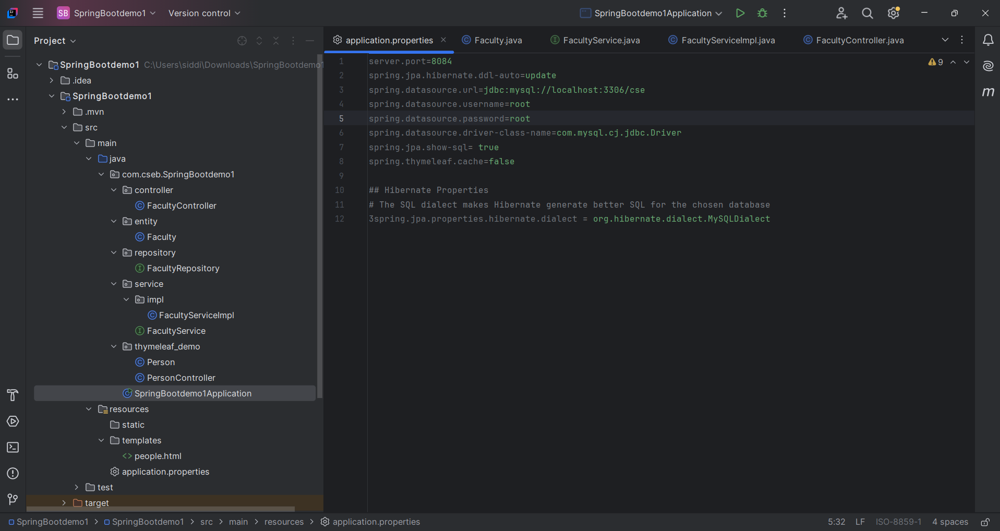 SB SpringBootdemo1 Version control SpringBootdemo1Application
Project
application.properties Faculty.java FacultyService.java FacultyServiceImpl.java FacultyController.java
SpringBootdemo1 C:\Users\siddi\Downloads\SpringBootdemo1
.idea
SpringBootdemo1
.mvn
src
main
java
com.cseb.SpringBootdemo1
controller
FacultyController
entity
Faculty
repository
FacultyRepository
service
impl
FacultyServiceImpl
FacultyService
thymeleaf_demo
Person
PersonController
SpringBootdemo1Application
resources
static
templates
people.html
application.properties
test
target
1 server.port=8084
2 spring.jpa.hibernate.ddl-auto=update
3 spring.datasource.url=jdbc:mysql://localhost:3306/cse
4 spring.datasource.username=root
5 spring.datasource.password=root
6 spring.datasource.driver-class-name=com.mysql.cj.jdbc.Driver
7 spring.jpa.show-sql= true
8 spring.thymeleaf.cache=false
9
10 ## Hibernate Properties
11 # The SQL dialect makes Hibernate generate better SQL for the chosen database
12 3spring.jpa.properties.hibernate.dialect = org.hibernate.dialect.MySQLDialect
9
m
SpringBootdemo1 > SpringBootdemo1 > src > main > resources > application.properties 5:32 LF ISO-8859-1 4 spaces